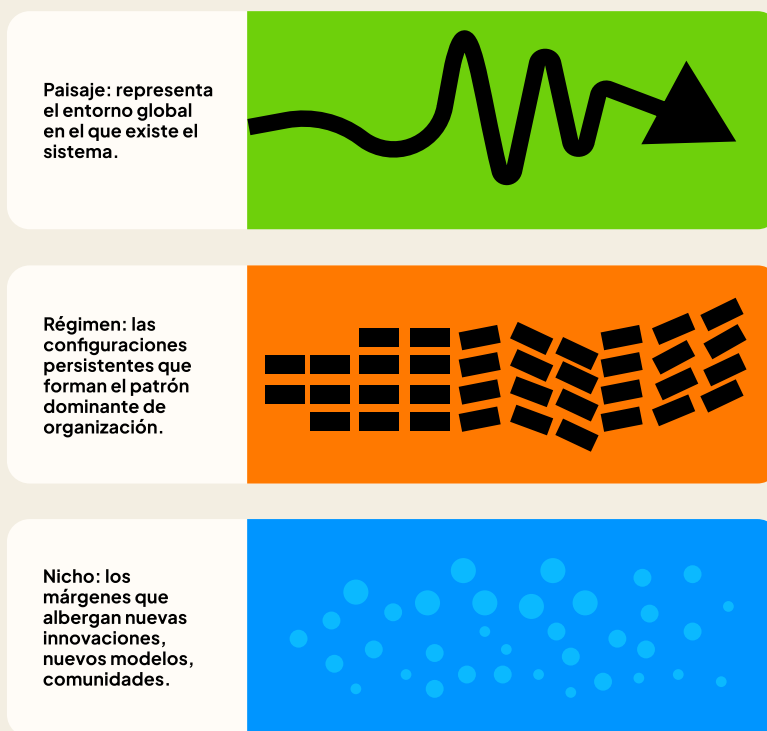 Paisaje: representa
el entorno global
en el que existe el
sistema.
Régimen: las
configuraciones
persistentes que
forman el patrón
dominante de
organización.
Nicho: los
márgenes que
albergan nuevas
innovaciones,
nuevos modelos,
comunidades.